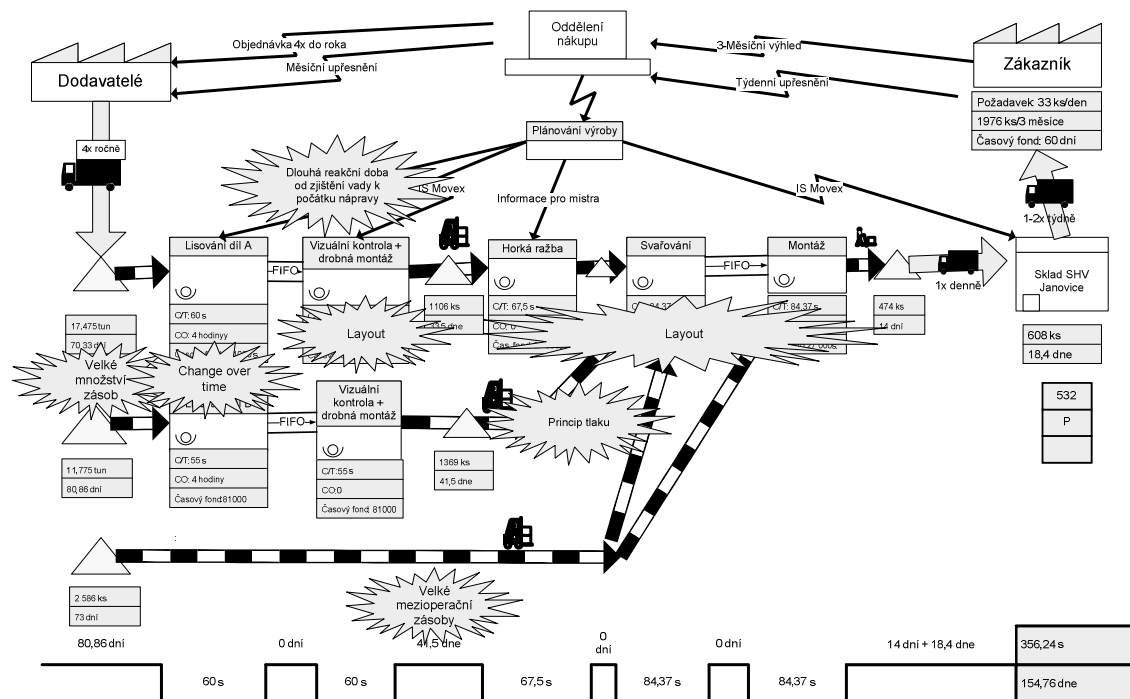 Oddělení
nákupu
Objednávka 4x do roka
Měsíční upřesnění
3-Měsíční výhled
Týdenní upřesnění
Dodavatelé
Zákazník
Požadavek: 33 ks/den
1976 ks/3 měsíce
Časový fond: 60 dní
4x ročně
Plánování výroby
Dlouhá reakční doba
od zjištění vady k
počátku nápravy
IS Movex
Informace pro mistra
IS Movex
1-2x týdně
Lisování díl A
Vizuální kontrola +
drobná montáž
Horká ražba
Svařování
Montáž
FIFO
FIFO
1x denně
Sklad SHV
Janovice
C/T: 60 s
CO: 4 hodinyy
1106 ks
C/T: 67,5 s
CO: 0
C/T: 84,37 s
C/T: 84,37 s
474 ks
14 dní
17,475 tun
70,33 dní
Layout
Layout
608 ks
18,4 dne
Velké
množství
zásob
Change over
time
Vizuální
kontrola +
drobná montáž
FIFO
Princip tlaku
532
P
11,775 tun
80,86 dní
C/T: 55 s
CO: 4 hodiny
Časový fond:81000
C/T:55 s
CO:0
Časový fond: 81000
1369 ks
41,5 dne
2 586 ks
73 dní
Velké
mezioperační
zásoby
80,86 dní
0 dní
41,5 dne
0
dní
0 dní
14 dní + 18,4 dne
356,24 s
60 s
60 s
67,5 s
84,37 s
84,37 s
154,76 dne